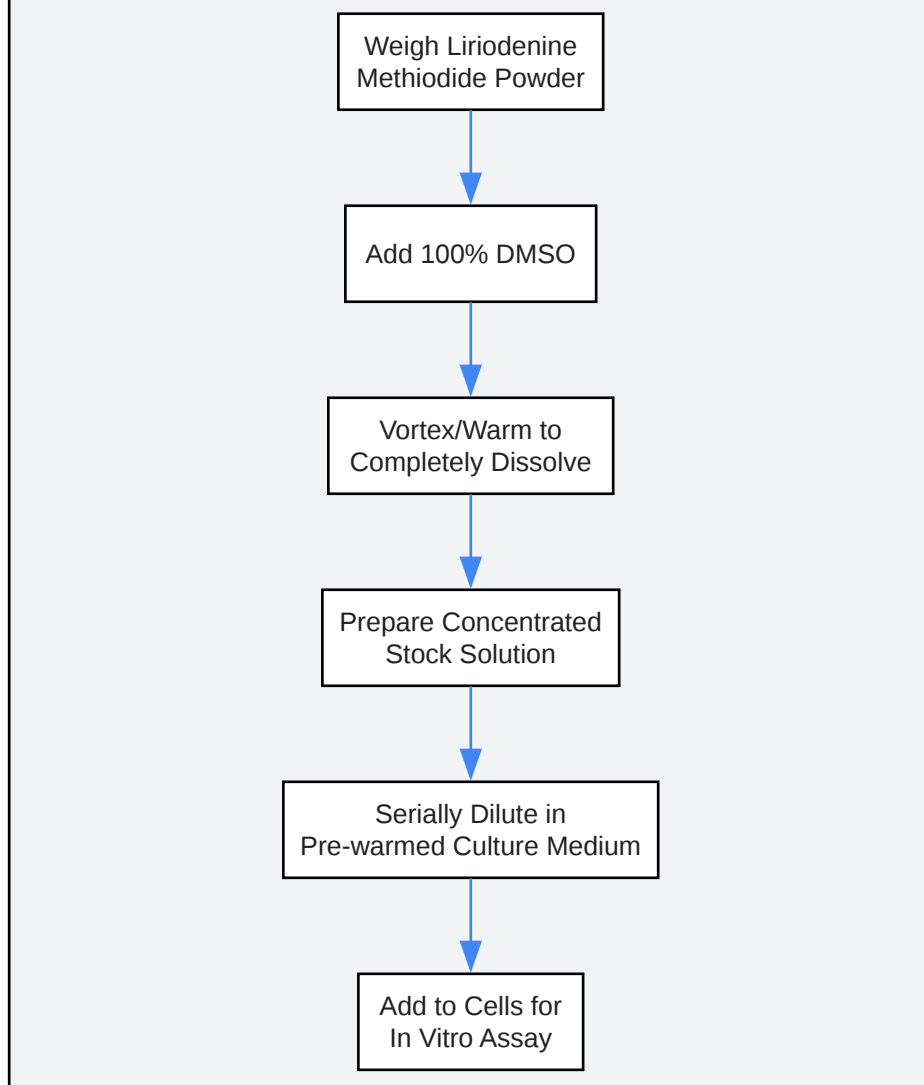 Weigh Liriodenine
Methiodide Powder
Add 100% DMSO
Vortex/Warm to
Completely Dissolve
Prepare Concentrated
Stock Solution
Serially Dilute in
Pre-warmed Culture Medium
Add to Cells for
In Vitro Assay